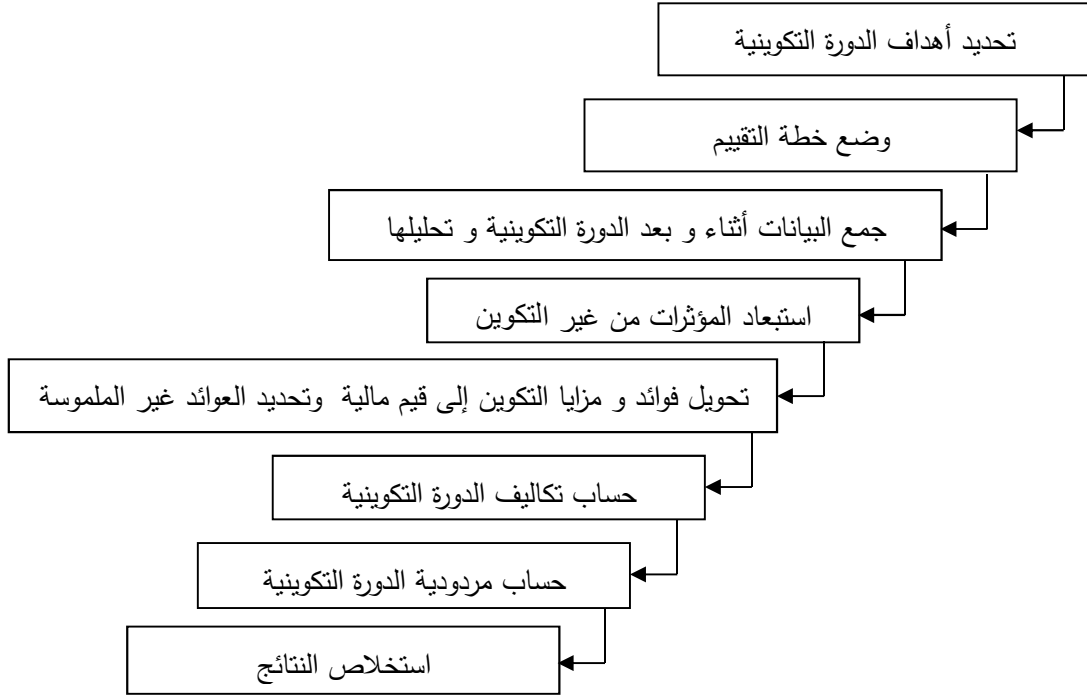 تحديد أهداف الدورة التكوينية
وضع خطة التقييم
جمع البيانات أثناء و بعد الدورة التكوينية و تحليلها
استبعاد المؤثرات من غير التكوين
تحويل فوائد و مزايا التكوين إلى قيم مالية وتحديد العوائد غير الملموسة
حساب تكاليف الدورة التكوينية
حساب مردودية الدورة التكوينية
استخلاص النتائج